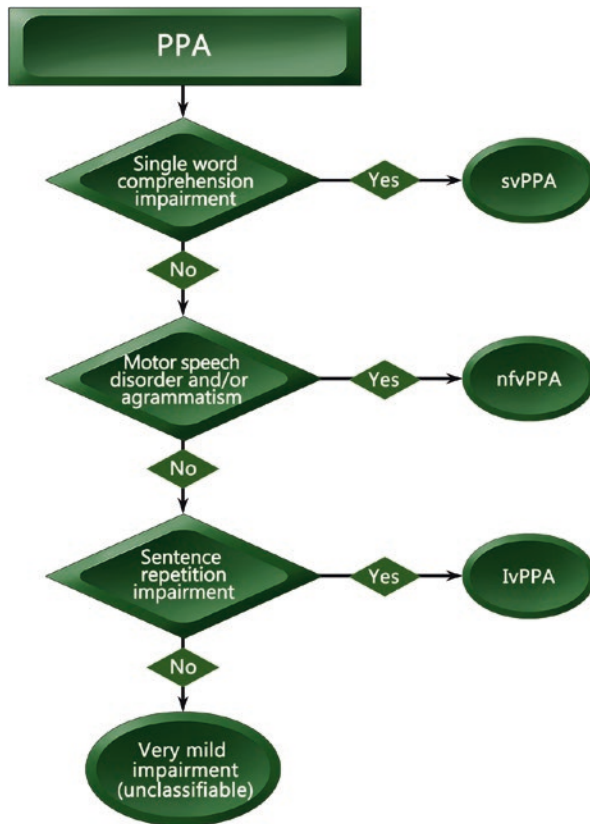 PPA
Single word
comprehension
impairment
Yes
svPPA
No
Motor speech
disorder and/or
agrammatism
Yes
nfvPPA
No
Sentence
repetition
impairment
Yes
IvPPA
No
Very mild
impairment
(unclassifiable)